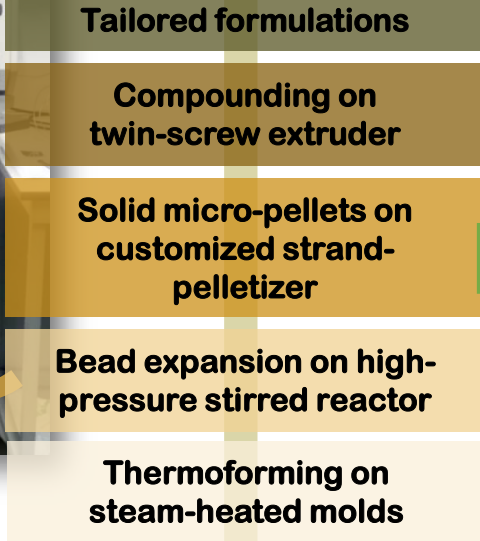 Tailored formulations
Compounding on
twin-screw extruder
Solid micro-pellets on
customized strand-
pelletizer
Bead expansion on high-
pressure stirred reactor
Thermoforming on
steam-heated molds